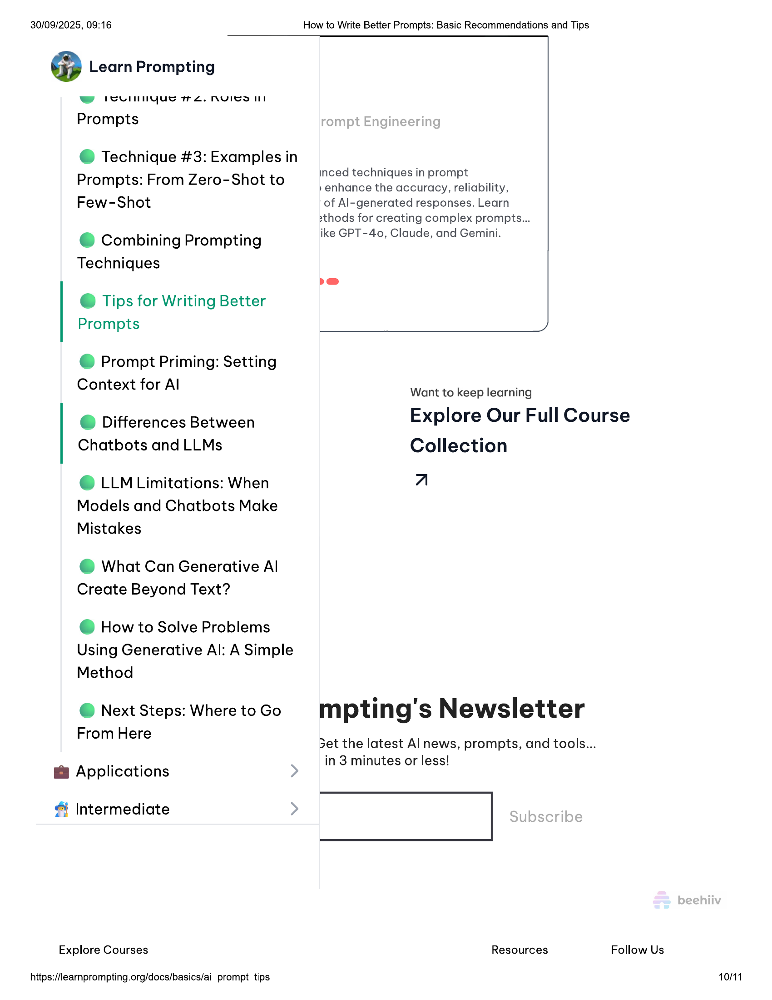 30/09/2025, 09:16
How to Write Better Prompts: Basic Recommendations and Tips
Learn Prompting
Technique #2: Roles in
Prompts
Technique #3: Examples in
Prompts: From Zero-Shot to
Few-Shot
Combining Prompting
Techniques
Tips for Writing Better
Prompts
Prompt Priming: Setting
Context for AI
Differences Between
Chatbots and LLMs
LLM Limitations: When
Models and Chatbots Make
Mistakes
What Can Generative AI
Create Beyond Text?
How to Solve Problems
Using Generative AI: A Simple
Method
Next Steps: Where to Go
From Here
Applications
Intermediate
rompt Engineering
nced techniques in prompt
enhance the accuracy, reliability,
of AI-generated responses. Learn
ethods for creating complex prompts...
ike GPT-4o, Claude, and Gemini.
Want to keep learning
Explore Our Full Course
Collection
mpting's Newsletter
Get the latest AI news, prompts, and tools...
in 3 minutes or less!
Subscribe
beehiiv
Explore Courses
Resources
Follow Us
https://learnprompting.org/docs/basics/ai_prompt_tips
10/11